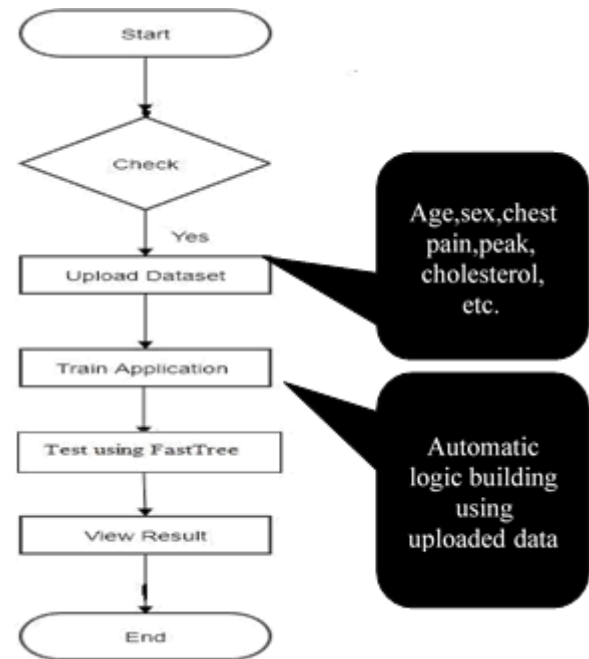 Start
Check
Yes
Upload Dataset
Age,sex,chest
pain,peak,
cholesterol,
etc.
Train Application
Test using FastTree
Automatic
logic building
using
uploaded data
View Result
End